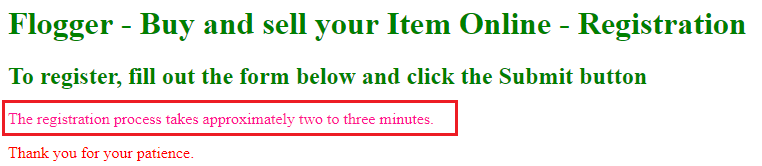 Flogger - Buy and sell your Item Online - Registration
To register, fill out the form below and click the Submit button
The registration process takes approximately two to three minutes.
Thank you for your patience.